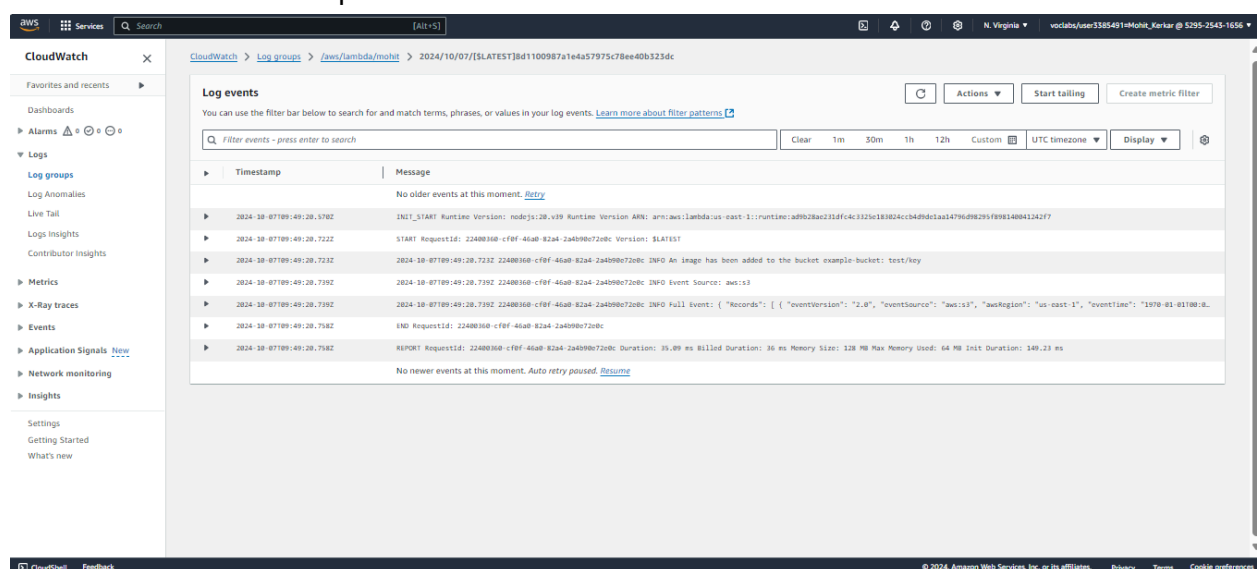 aws Services Search [Alt+S] N. Virginia voclabs/user3385491=Mohit_Kerkar @ 5295-2543-1656
CloudWatch
Favorites and recents
Dashboards
Alarms 0 0 0
Logs
Log groups
Log Anomalies
Live Tail
Logs Insights
Contributor Insights
Metrics
X-Ray traces
Events
Application Signals New
Network monitoring
Insights
Settings
Getting Started
What's new
CloudWatch > Log groups > /aws/lambda/mohit > 2024/10/07/[$LATEST]8d1100987a1e4a57975c78ee40b323dc
Log events
Actions Start tailing Create metric filter
You can use the filter bar below to search for and match terms, phrases, or values in your log events. Learn more about filter patterns
Filter events - press enter to search Clear 1m 30m 1h 12h Custom UTC timezone Display
Timestamp Message
No older events at this moment. Retry
2024-10-07T09:49:20.570Z INIT_START Runtime Version: nodejs:20.v39 Runtime Version ARN: arn:aws:lambda:us-east-1::runtime:
2024-10-07T09:49:20.722Z START RequestId: 22400360-cf0f-46a0-82a4-2a4b90e72e0c Version: $LATEST
2024-10-07T09:49:20.723Z 2024-10-07T09:49:20.723Z 22400360-cf0f-46a0-82a4-2a4b90e72e0c INFO An image has been added to the bucket example-bucket: test/key
2024-10-07T09:49:20.739Z 2024-10-07T09:49:20.739Z 22400360-cf0f-46a0-82a4-2a4b90e72e0c INFO Event Source: aws:s3
2024-10-07T09:49:20.739Z 2024-10-07T09:49:20.739Z 22400360-cf0f-46a0-82a4-2a4b90e72e0c INFO Full Event: { "Records": [ { "eventVersion": "2.0", "eventSource": "aws:s3", "awsRegion": "us-east-1", "eventTime": "1970-01-01T00:0…
2024-10-07T09:49:20.758Z END RequestId: 22400360-cf0f-46a0-82a4-2a4b90e72e0c
2024-10-07T09:49:20.758Z REPORT RequestId: 22400360-cf0f-46a0-82a4-2a4b90e72e0c Duration: 35.09 ms Billed Duration: 36 ms Memory Size: 128 MB Max Memory Used: 64 MB Init Duration: 149.23 ms
No newer events at this moment. Auto retry paused. Resume
CloudShell Feedback © 2024, Amazon Web Services, Inc. or its affiliates. Privacy Terms Cookie preferences